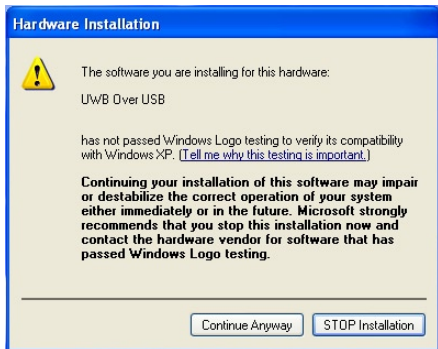 Hardware Installation
The software you are installing for this hardware:
UWB Over USB
has not passed Windows Logo testing to verify its compatibility
with Windows XP. (Tell me why this testing is important.)
Continuing your installation of this software may impair
or destabilize the correct operation of your system
either immediately or in the future. Microsoft strongly
recommends that you stop this installation now and
contact the hardware vendor for software that has
passed Windows Logo testing.
Continue Anyway STOP Installation